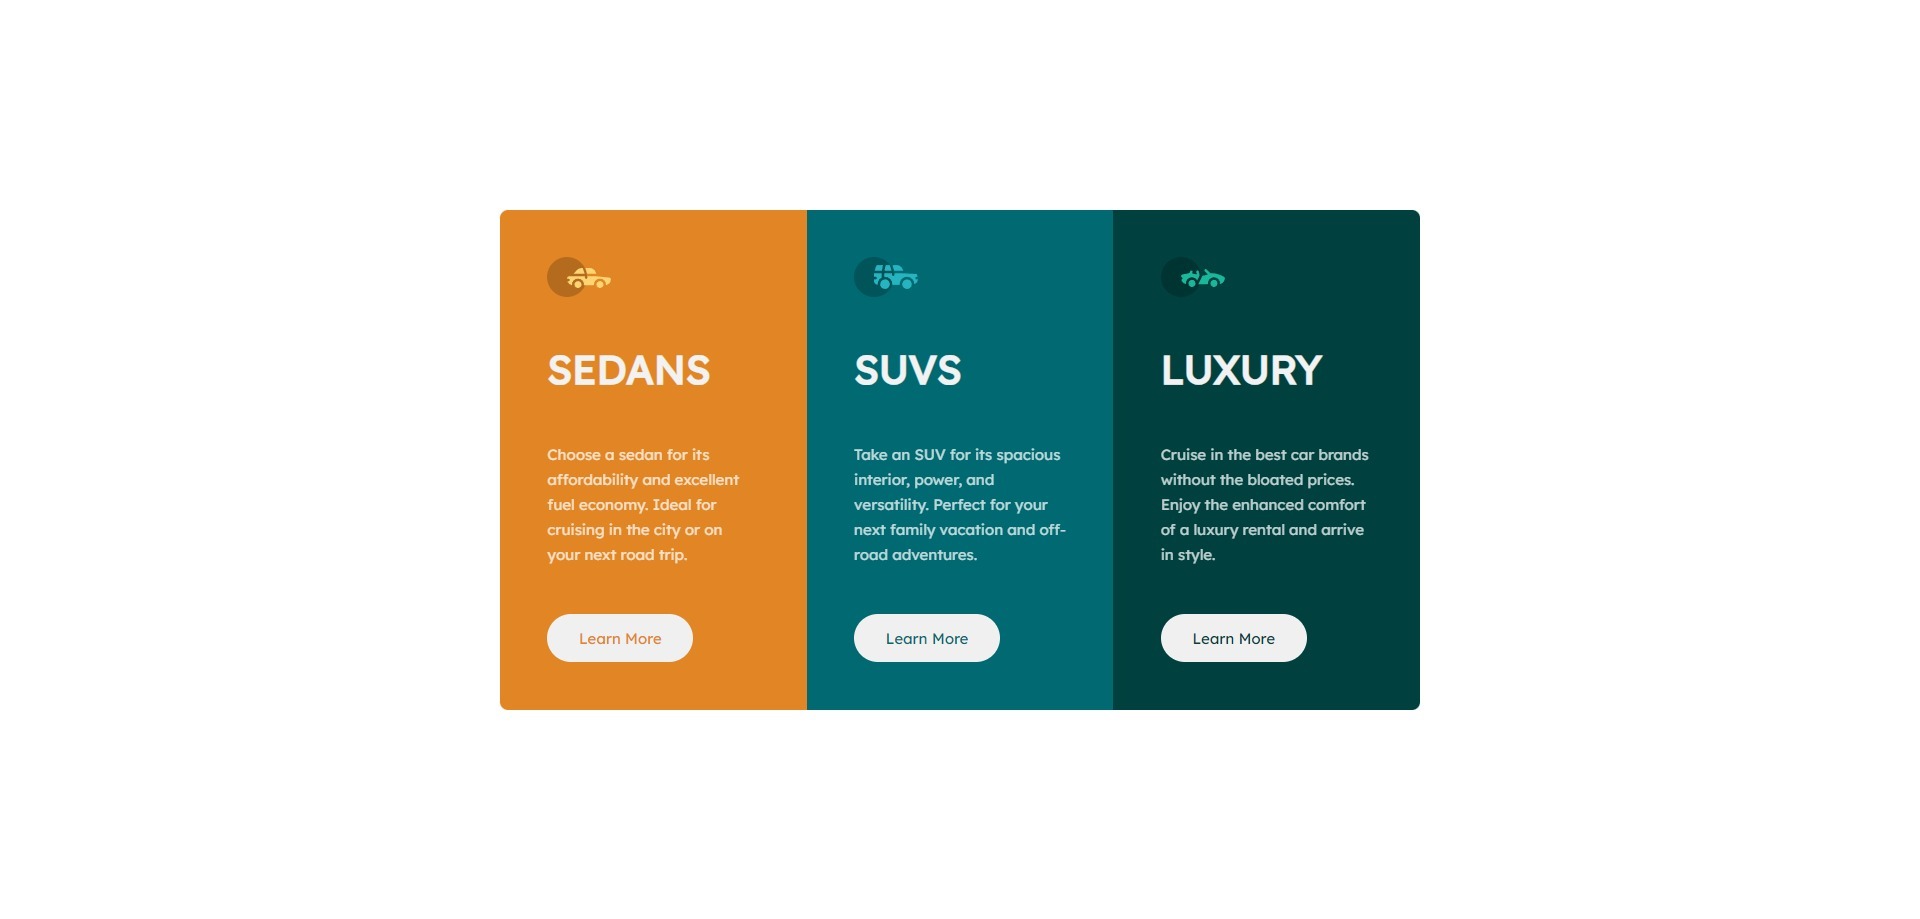 SEDANS
Choose a sedan for its
affordability and excellent
fuel economy. Ideal for
cruising in the city or on
your next road trip.
Learn More
SUVS
Take an SUV for its spacious
interior, power, and
versatility. Perfect for your
next family vacation and off-
road adventures.
Learn More
LUXURY
Cruise in the best car brands
without the bloated prices.
Enjoy the enhanced comfort
of a luxury rental and arrive
in style.
Learn More